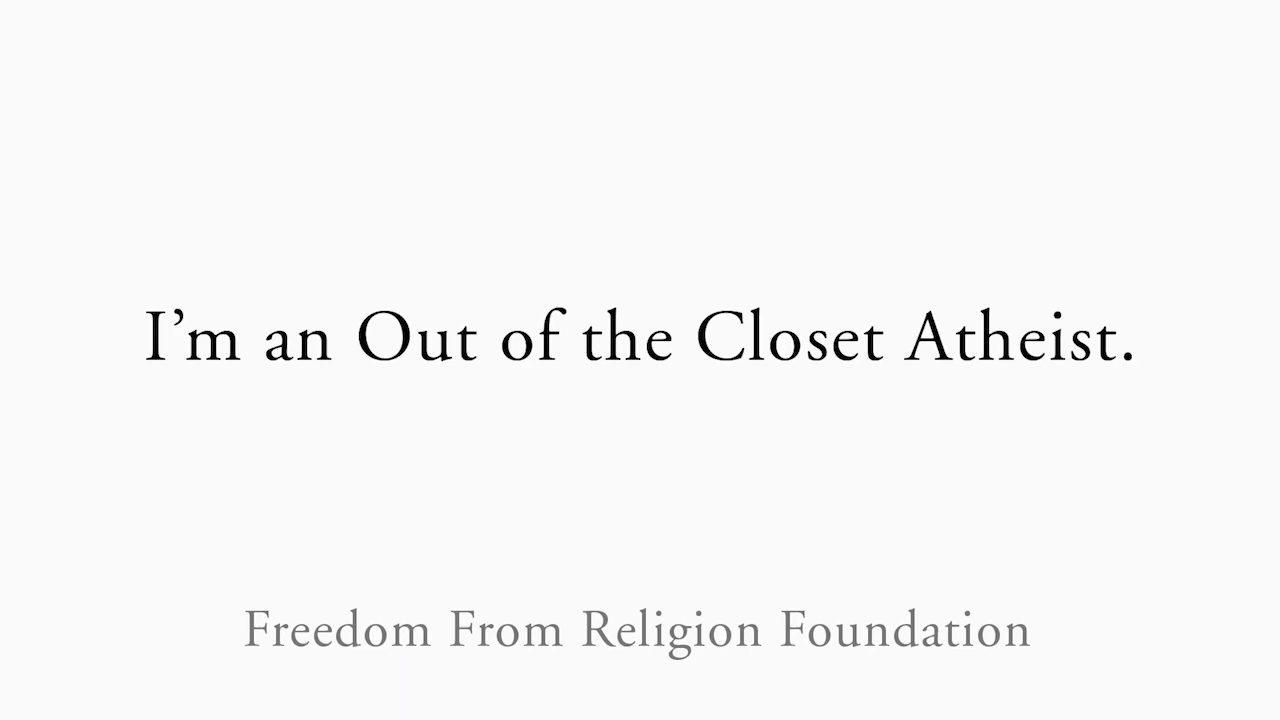 I’m an Out of the Closet Atheist.
Freedom From Religion Foundation